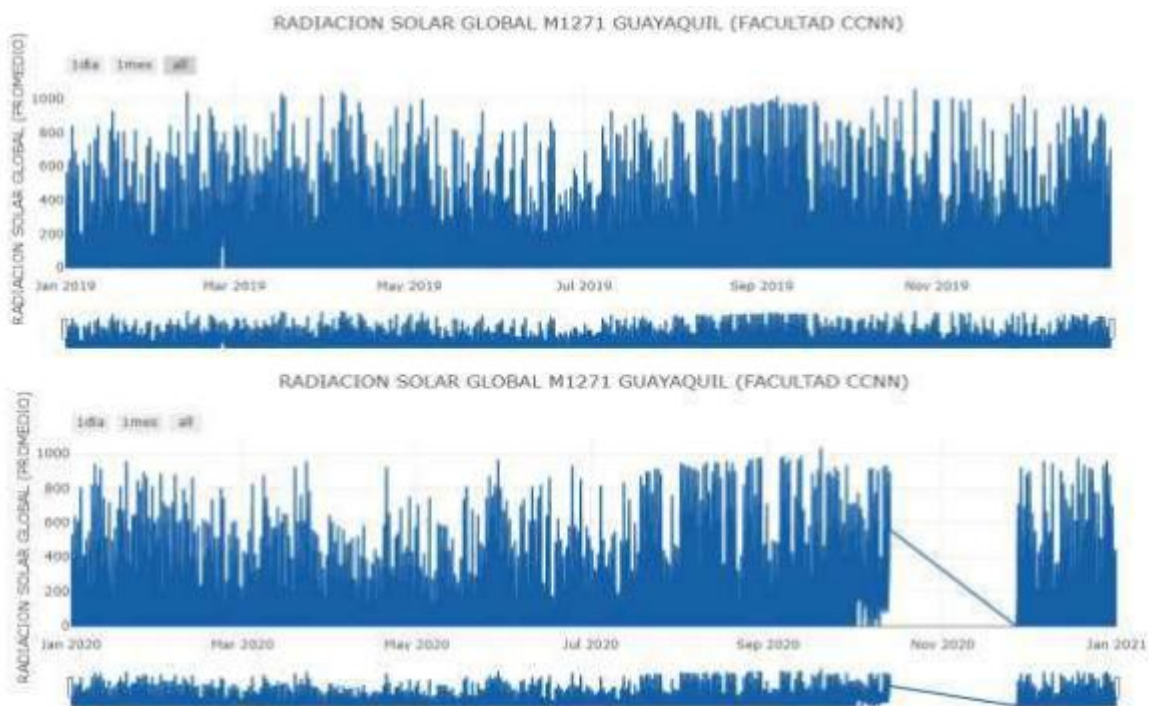 RADIACION SOLAR GLOBAL M1271 GUAYAQUIL (FACULTAD CCNN)
1dia 1mes all
RADIACION SOLAR GLOBAL (PROMEDIO)
1000
800
600
400
200
0
Jan 2019 Mar 2019 May 2019 Jul 2019 Sep 2019 Nov 2019
RADIACION SOLAR GLOBAL M1271 GUAYAQUIL (FACULTAD CCNN)
1dia 1mes all
RADIACION SOLAR GLOBAL (PROMEDIO)
1000
800
600
400
200
0
Jan 2020 Mar 2020 May 2020 Jul 2020 Sep 2020 Nov 2020 Jan 2021